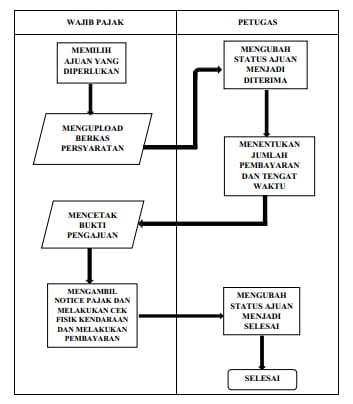 WAJIB PAJAK
PETUGAS
MEMILIH
AJUAN YANG
DIPERLUKAN
MENGUPLOAD
BERKAS
PERSYARATAN
MENGUBAH
STATUS AJUAN
MENJADI
DITERIMA
MENENTUKAN
JUMLAH
PEMBAYARAN
DAN TENGAT
WAKTU
MENCETAK
BUKTI
PENGAJUAN
MENGAMBIL
NOTICE PAJAK DAN
MELAKUKAN CEK
FISIK KENDARAAN
DAN MELAKUKAN
PEMBAYARAN
MENGUBAH
STATUS AJUAN
MENJADI
SELESAI
SELESAI